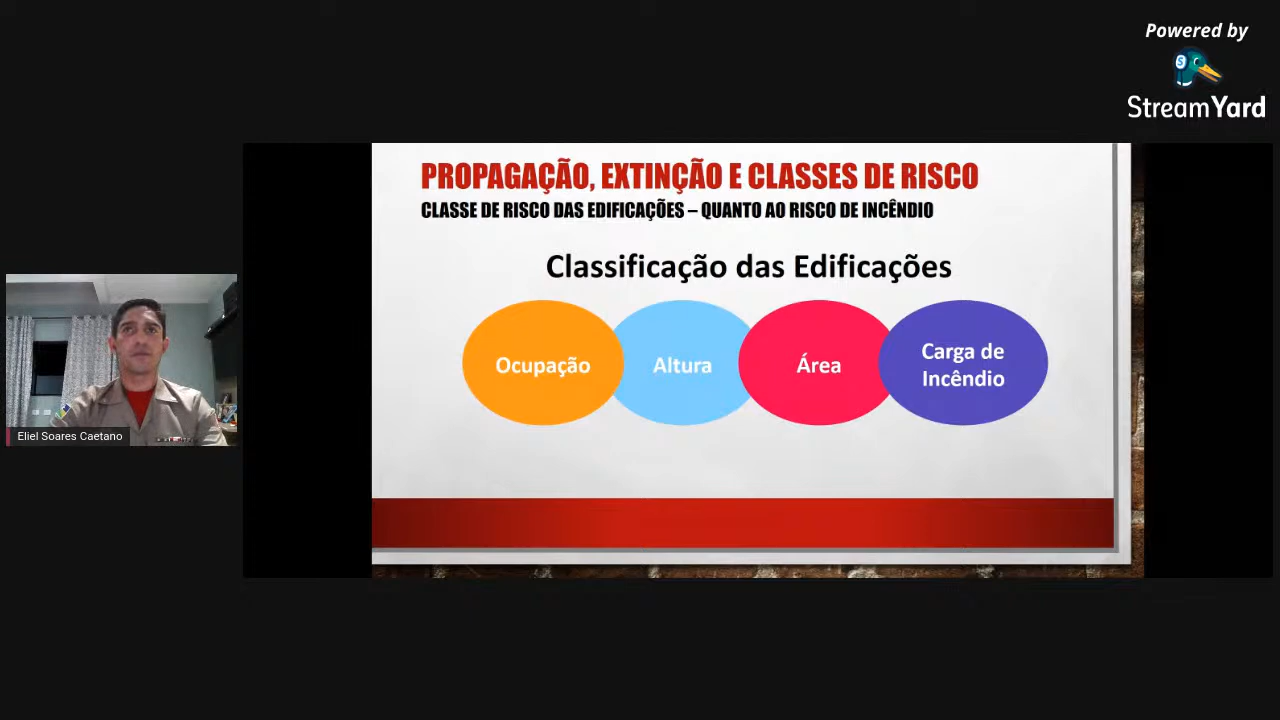 Powered by
StreamYard
PROPAGAÇÃO, EXTINÇÃO E CLASSES DE RISCO
CLASSE DE RISCO DAS EDIFICAÇÕES – QUANTO AO RISCO DE INCÊNDIO
Classificação das Edificações
Ocupação
Altura
Área
Carga de
Incêndio
Eliel Soares Caetano